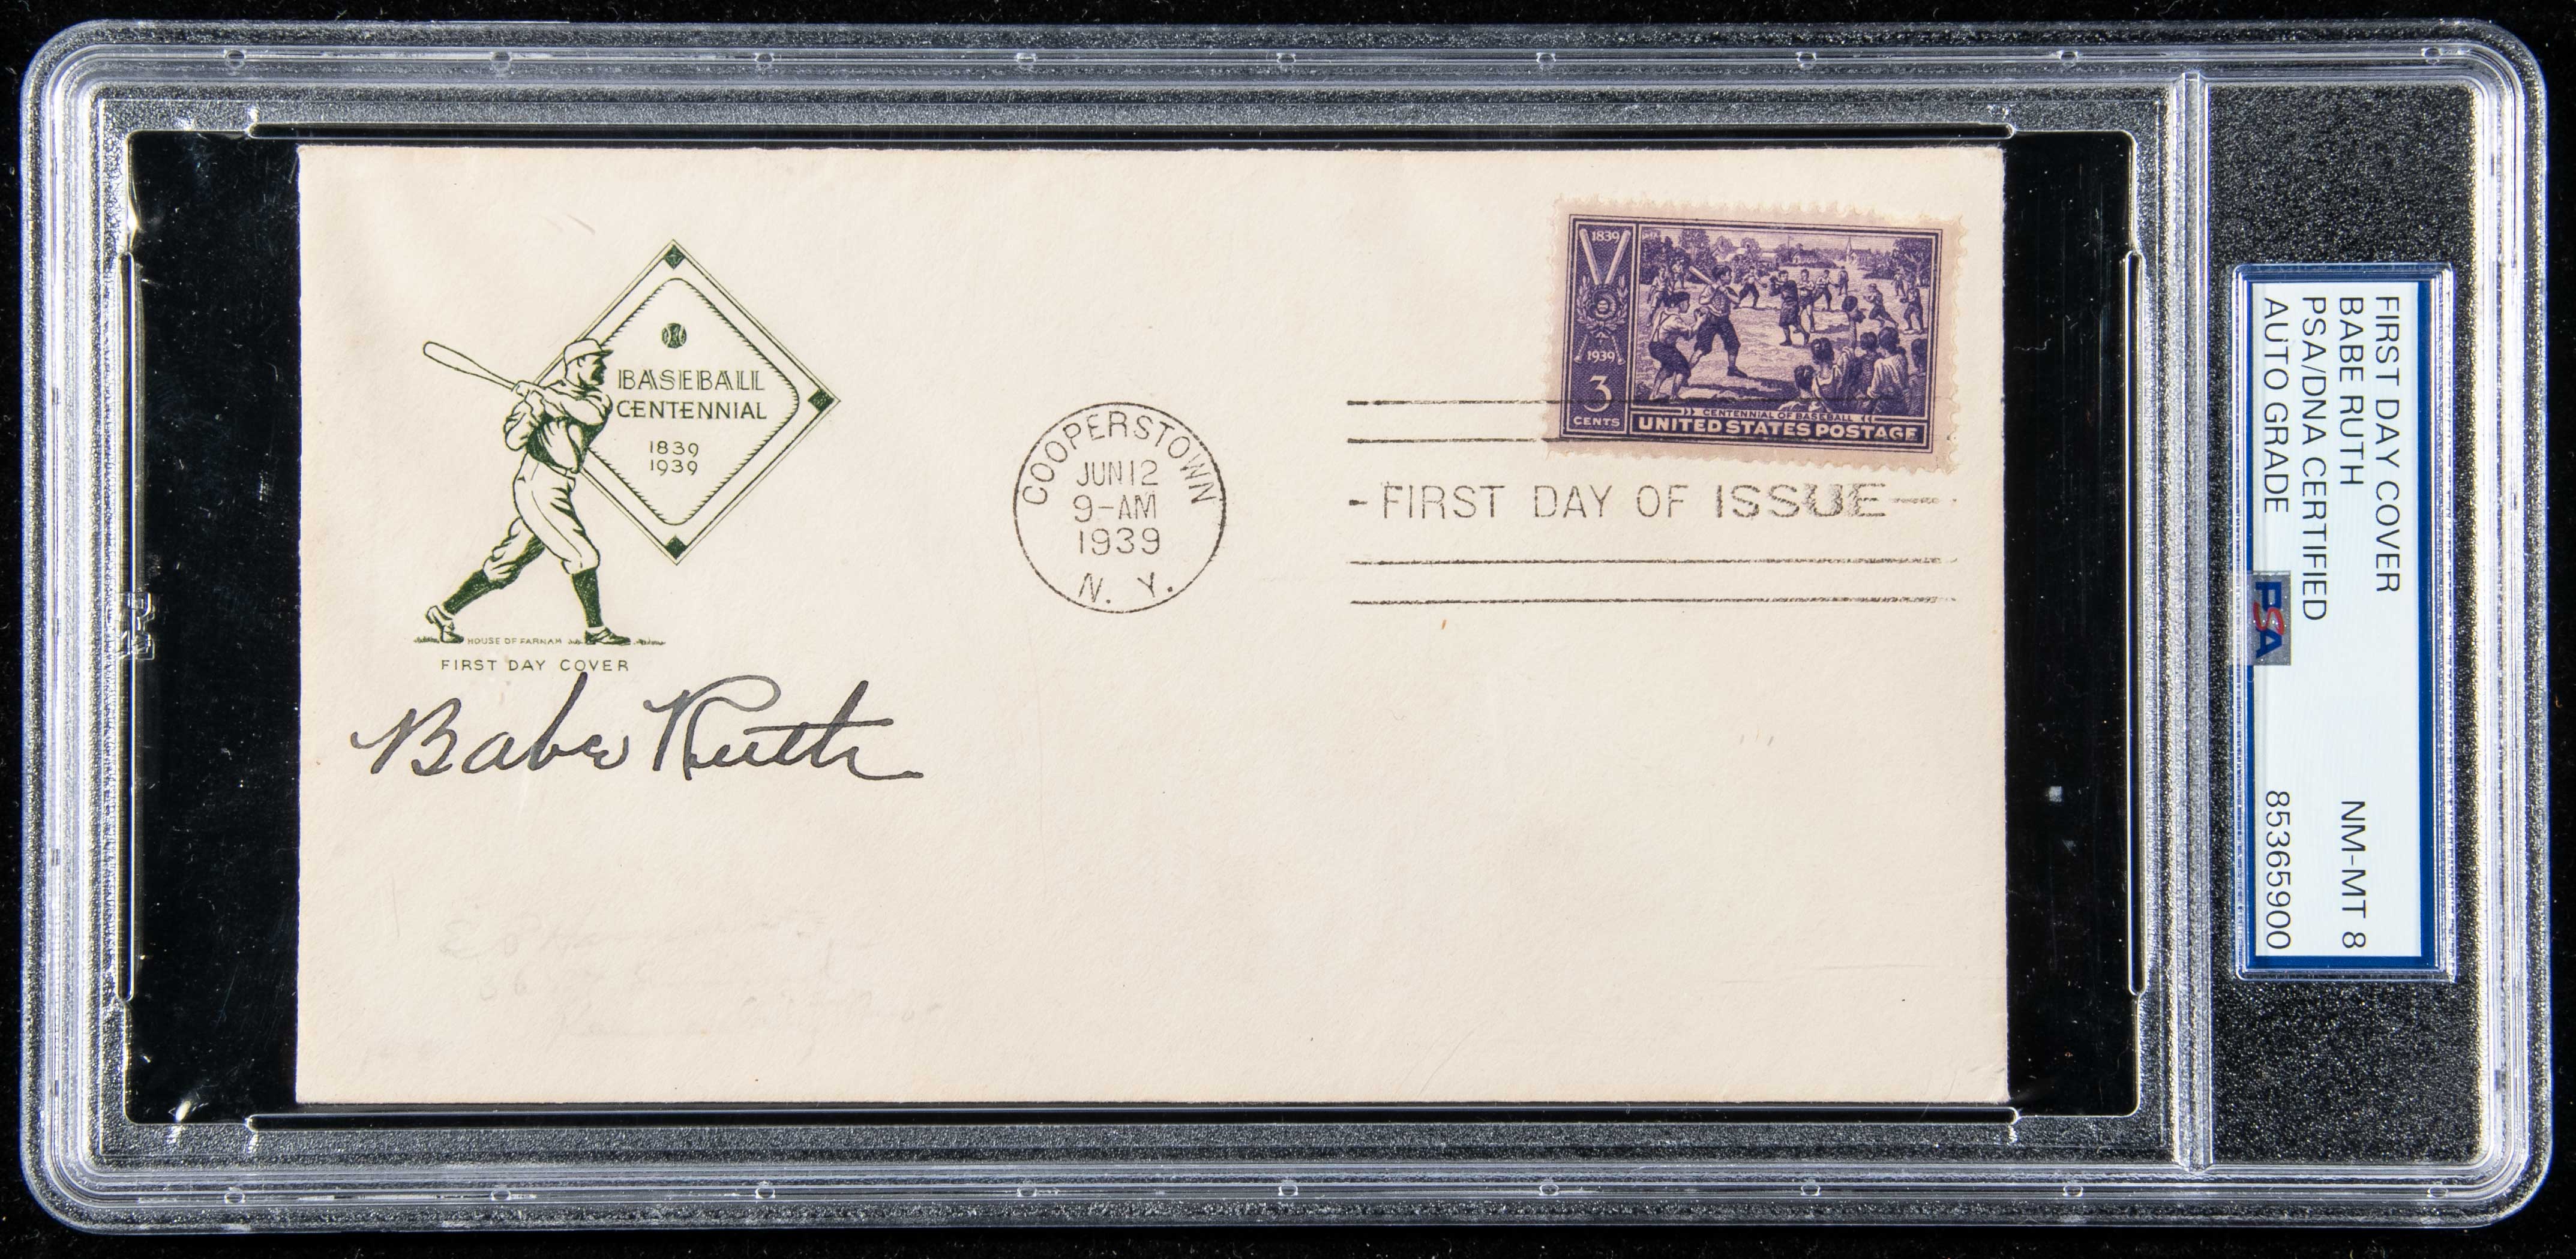 BASEBALL
CENTENNIAL
1839
1939
HOUSE OF FARNAM
FIRST DAY COVER
Babe Ruth
COOPERSTOWN
JUN 12
9-AM
1939
N. Y.
1839
1939
3
CENTS
CENTENNIAL OF BASEBALL
UNITED STATES POSTAGE
- FIRST DAY OF ISSUE -
FIRST DAY COVER
BABE RUTH NM-MT 8
PSA/DNA CERTIFIED
AUTO GRADE 85365900
PSA